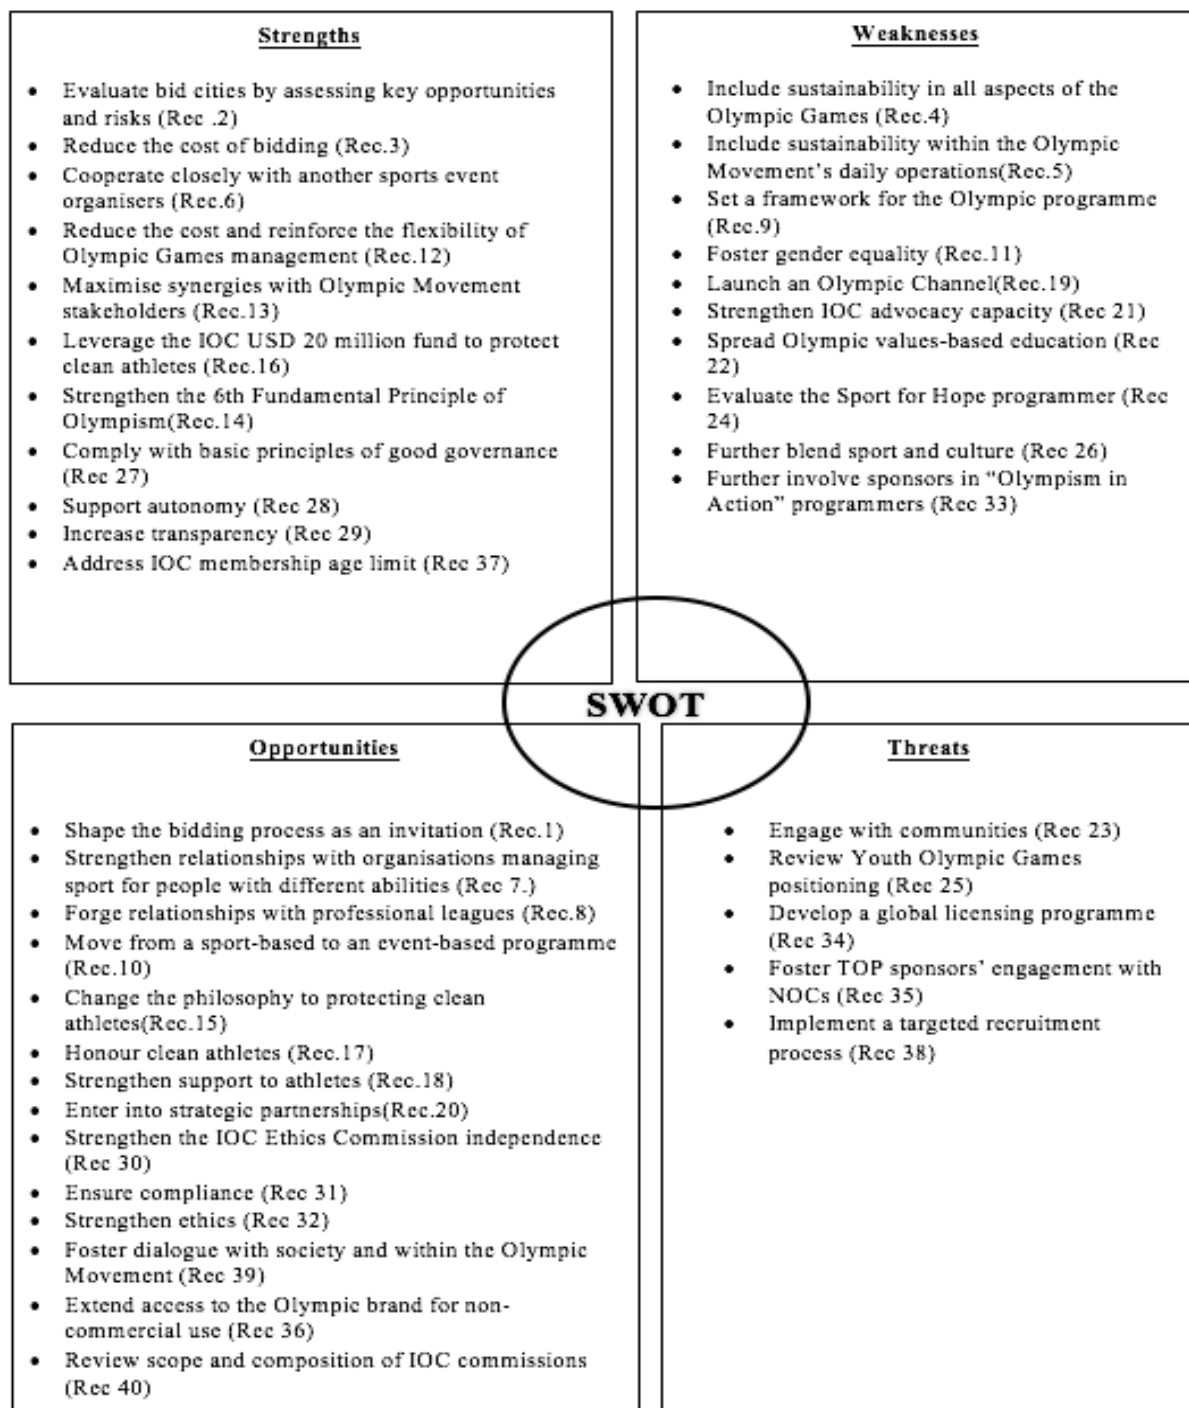 Strengths
• Evaluate bid cities by assessing key opportunities
and risks (Rec .2)
• Reduce the cost of bidding (Rec.3)
• Cooperate closely with another sports event
organisers (Rec.6)
• Reduce the cost and reinforce the flexibility of
Olympic Games management (Rec.12)
• Maximise synergies with Olympic Movement
stakeholders (Rec.13)
• Leverage the IOC USD 20 million fund to protect
clean athletes (Rec.16)
• Strengthen the 6th Fundamental Principle of
Olympism(Rec.14)
• Comply with basic principles of good governance
(Rec 27)
• Support autonomy (Rec 28)
• Increase transparency (Rec 29)
• Address IOC membership age limit (Rec 37)
Weaknesses
• Include sustainability in all aspects of the
Olympic Games (Rec.4)
• Include sustainability within the Olympic
Movement's daily operations(Rec.5)
• Set a framework for the Olympic programme
(Rec.9)
• Foster gender equality (Rec.11)
• Launch an Olympic Channel(Rec.19)
• Strengthen IOC advocacy capacity (Rec 21)
• Spread Olympic values-based education (Rec
22)
• Evaluate the Sport for Hope programmer (Rec
24)
• Further blend sport and culture (Rec 26)
• Further involve sponsors in “Olympism in
Action” programmers (Rec 33)
SWOT
Opportunities
• Shape the bidding process as an invitation (Rec.1)
• Strengthen relationships with organisations managing
sport for people with different abilities (Rec 7.)
• Forge relationships with professional leagues (Rec.8)
• Move from a sport-based to an event-based programme
(Rec.10)
• Change the philosophy to protecting clean
athletes(Rec.15)
• Honour clean athletes (Rec.17)
• Strengthen support to athletes (Rec.18)
• Enter into strategic partnerships(Rec.20)
• Strengthen the IOC Ethics Commission independence
(Rec 30)
• Ensure compliance (Rec 31)
• Strengthen ethics (Rec 32)
• Foster dialogue with society and within the Olympic
Movement (Rec 39)
• Extend access to the Olympic brand for non-
commercial use (Rec 36)
• Review scope and composition of IOC commissions
(Rec 40)
Threats
• Engage with communities (Rec 23)
• Review Youth Olympic Games
positioning (Rec 25)
• Develop a global licensing programme
(Rec 34)
• Foster TOP sponsors' engagement with
NOCs (Rec 35)
• Implement a targeted recruitment
process (Rec 38)